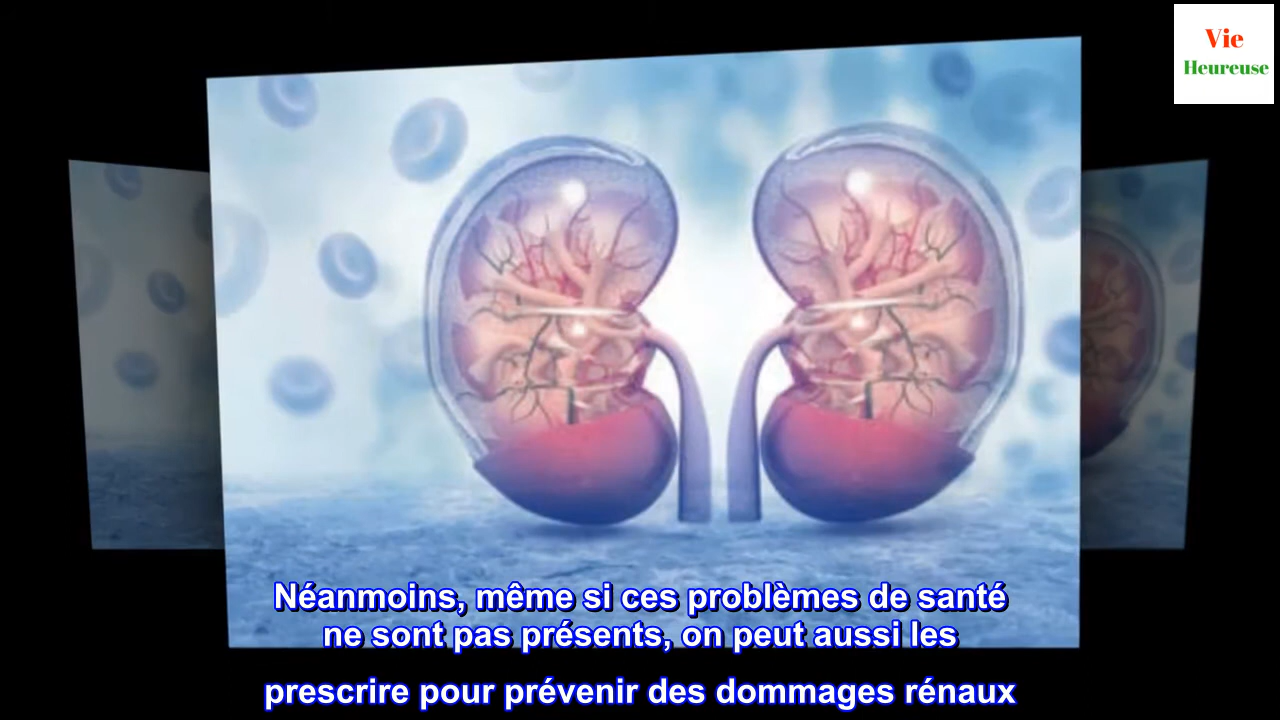 Vie
Heureuse
Néanmoins, même si ces problèmes de santé
ne sont pas présents, on peut aussi les
prescrire pour prévenir des dommages rénaux